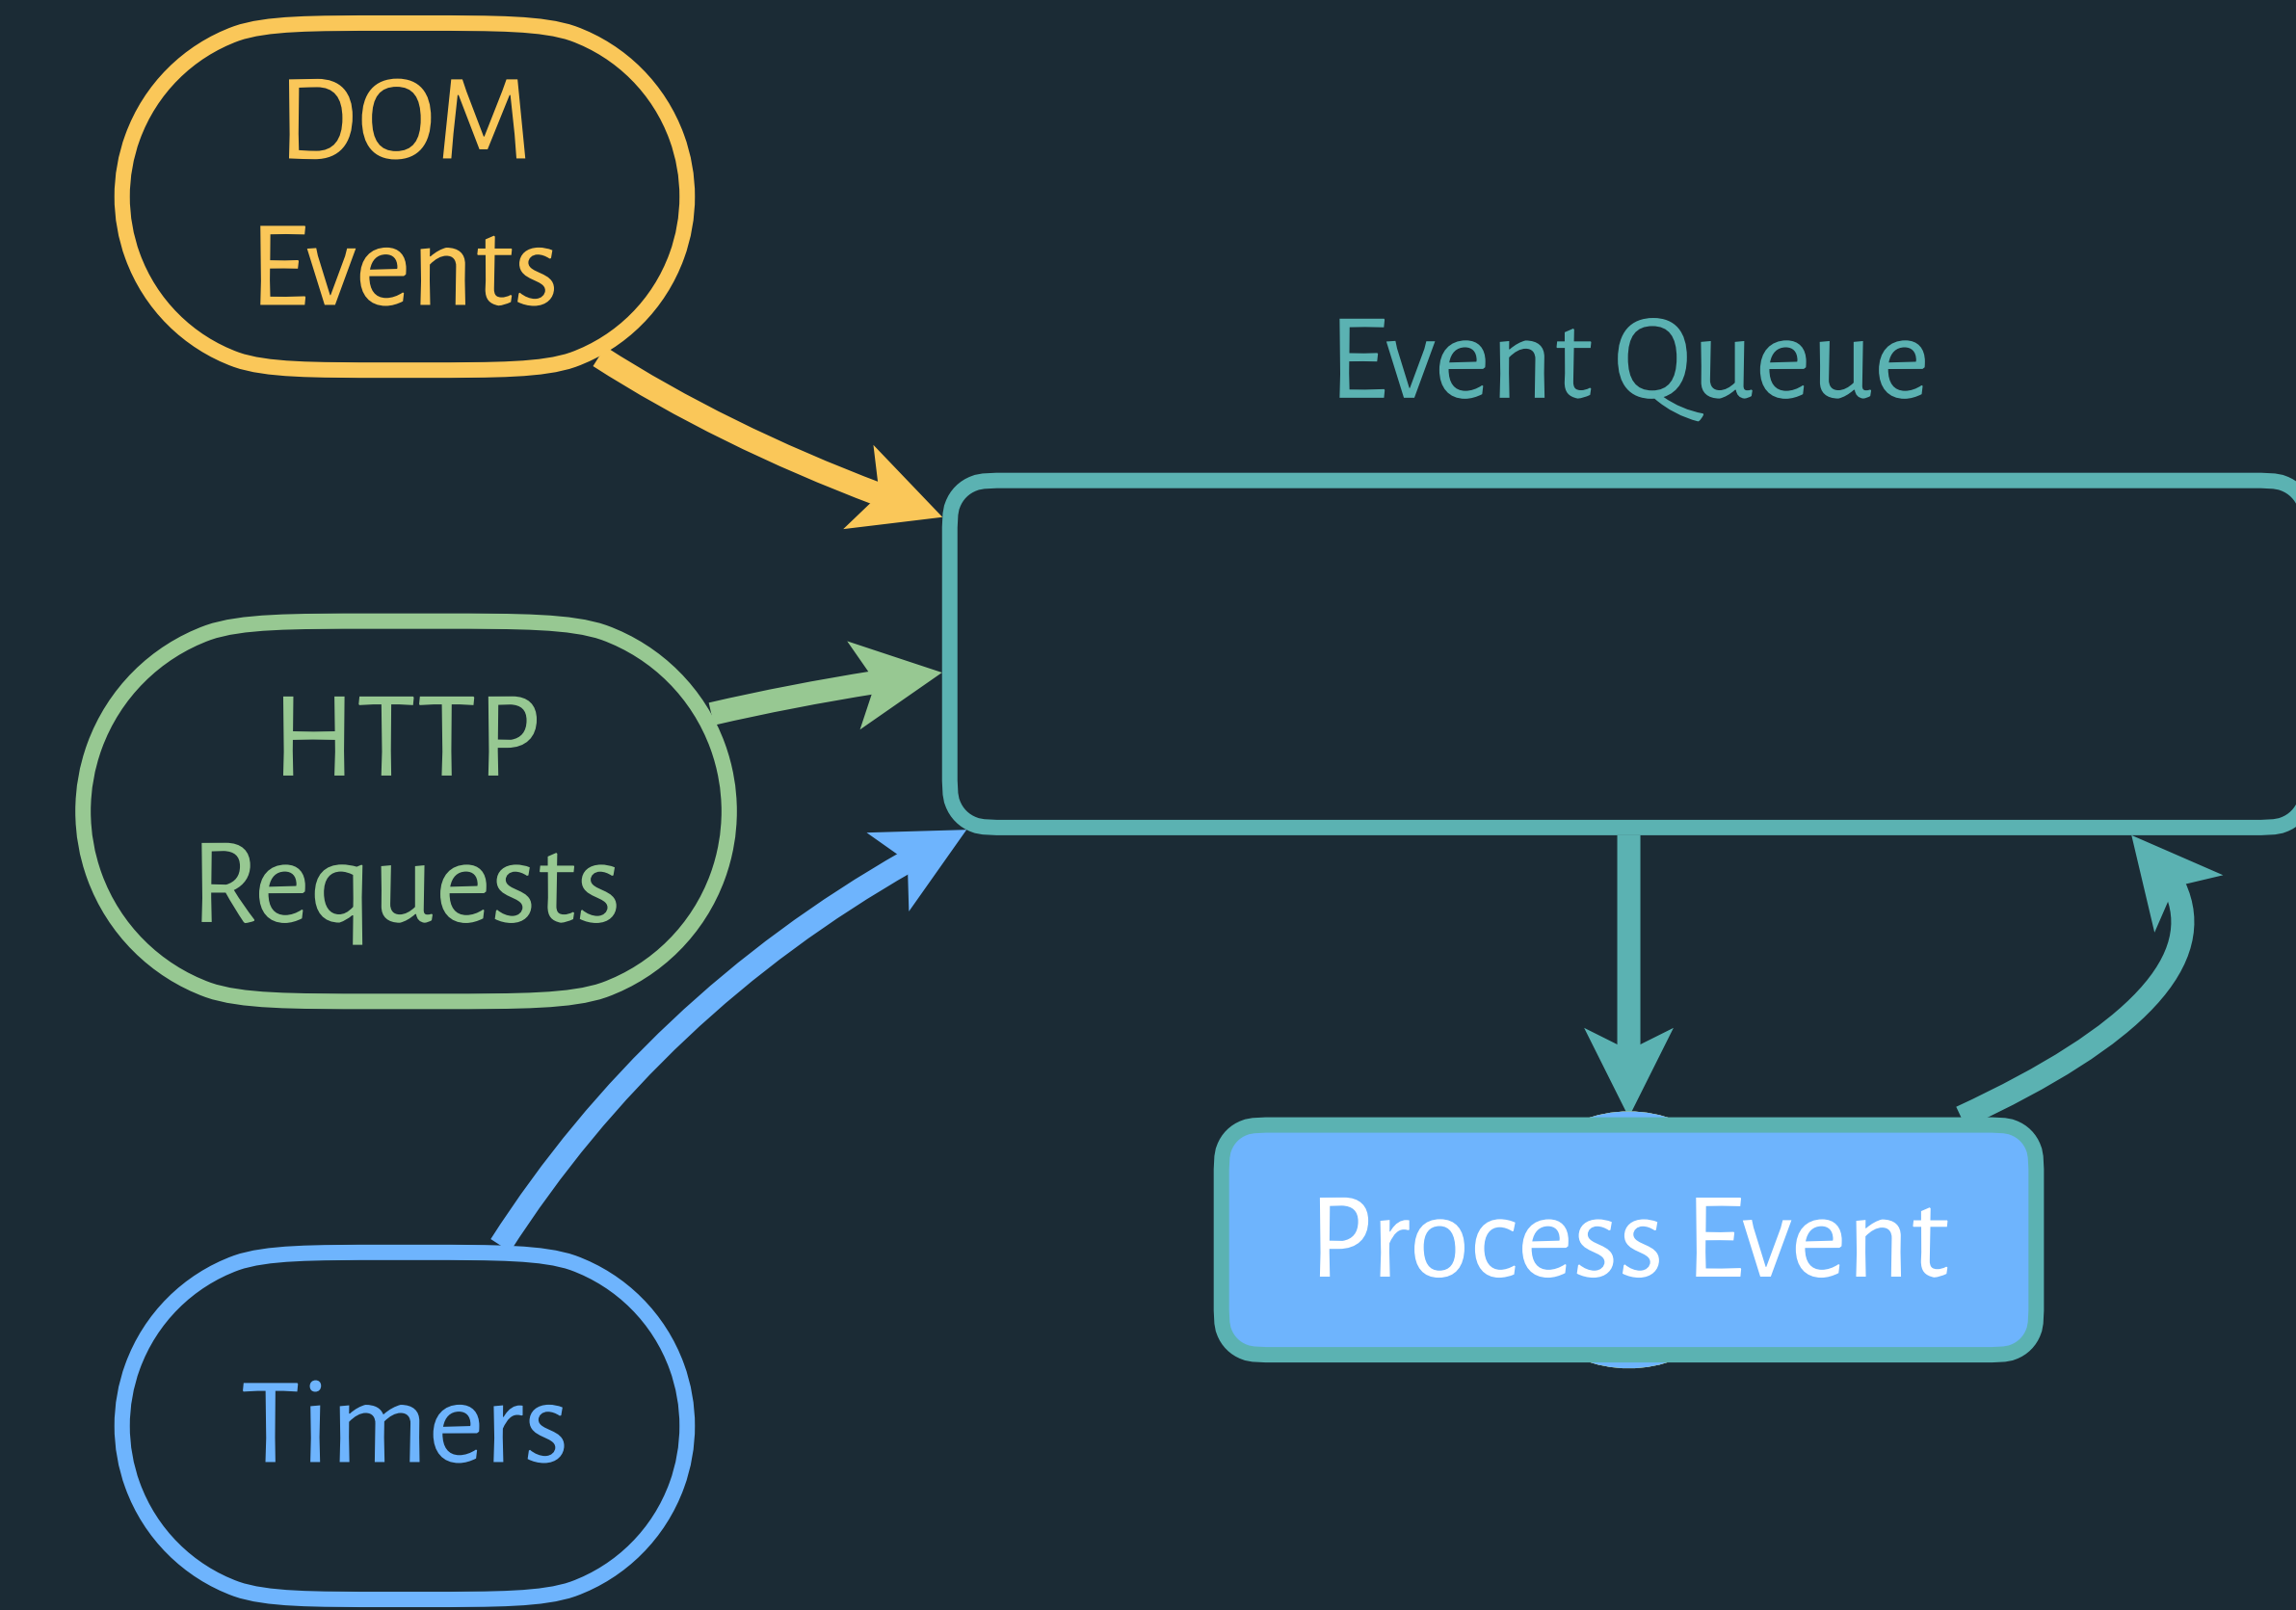 DOM
Events
Event Queue
HTTP
Requests
Process Event
Timers